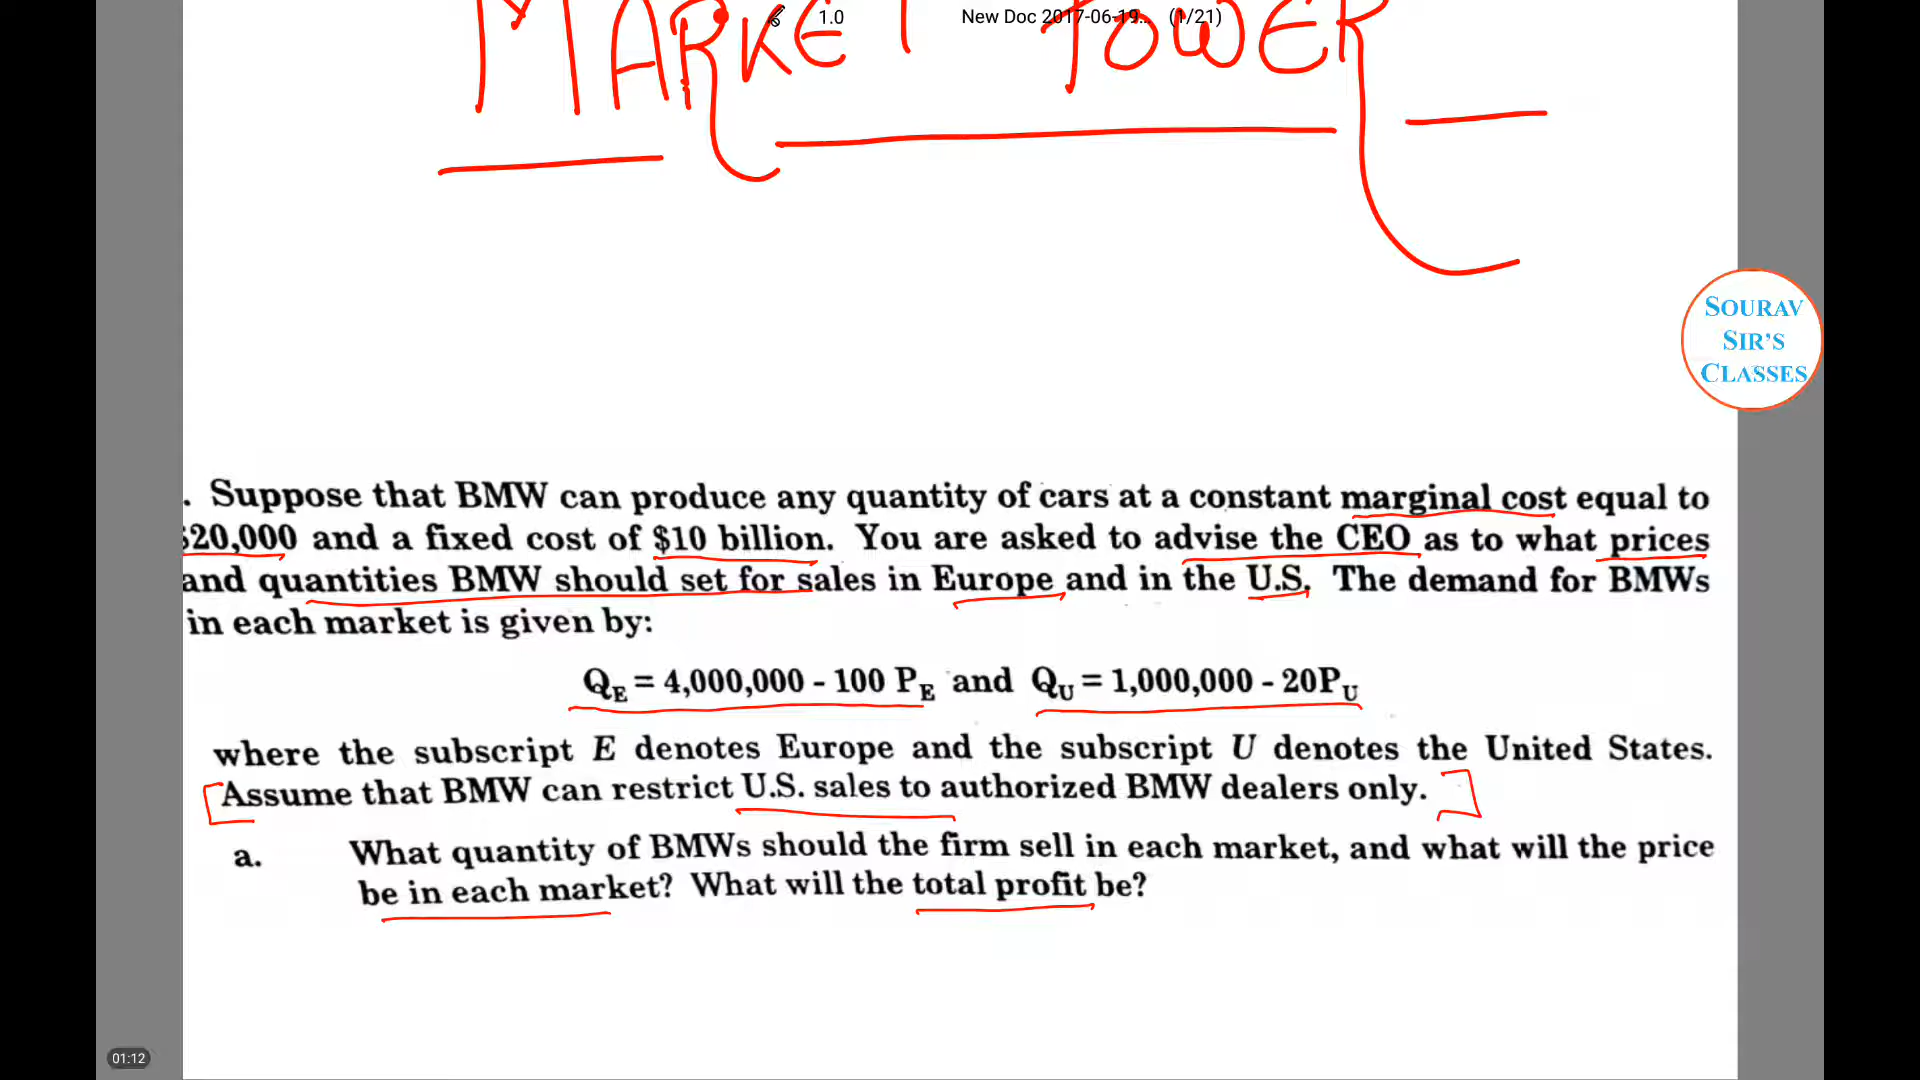 1.0 New Doc 2017-06-19... (1/21)
MARKET POWER
SOURAV
SIR'S
CLASSES
. Suppose that BMW can produce any quantity of cars at a constant marginal cost equal to
$20,000 and a fixed cost of $10 billion. You are asked to advise the CEO as to what prices
and quantities BMW should set for sales in Europe and in the U.S. The demand for BMWs
in each market is given by:
QE = 4,000,000 - 100 PE and QU = 1,000,000 - 20PU
where the subscript E denotes Europe and the subscript U denotes the United States.
Assume that BMW can restrict U.S. sales to authorized BMW dealers only.
a. What quantity of BMWs should the firm sell in each market, and what will the price
be in each market? What will the total profit be?
01:12